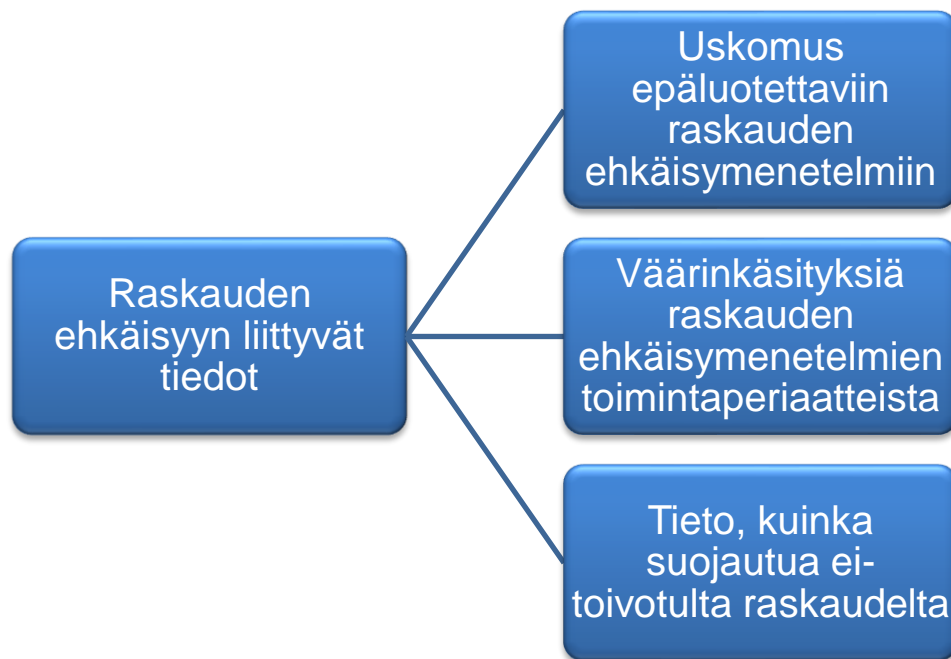 Raskauden
ehkäisyyn liittyvät
tiedot
Uskomus
epäluotettaviin
raskauden
ehkäisymenetelmiin
Väärinkäsityksiä
raskauden
ehkäisymenetelmien
toimintaperiaatteista
Tieto, kuinka
suojautua ei-
toivotulta raskaudelta